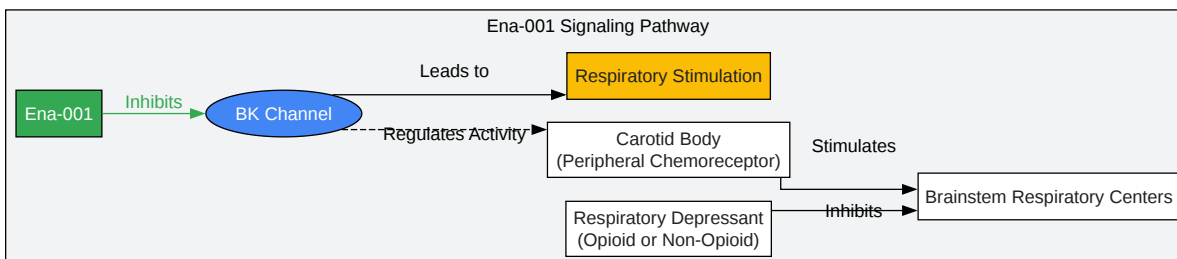 Ena-001 Signaling Pathway
Leads to
Respiratory Stimulation
Ena-001
Inhibits
BK Channel
Regulates Activity
Carotid Body
(Peripheral Chemoreceptor)
Stimulates
Brainstem Respiratory Centers
Respiratory Depressant
(Opioid or Non-Opioid)
Inhibits